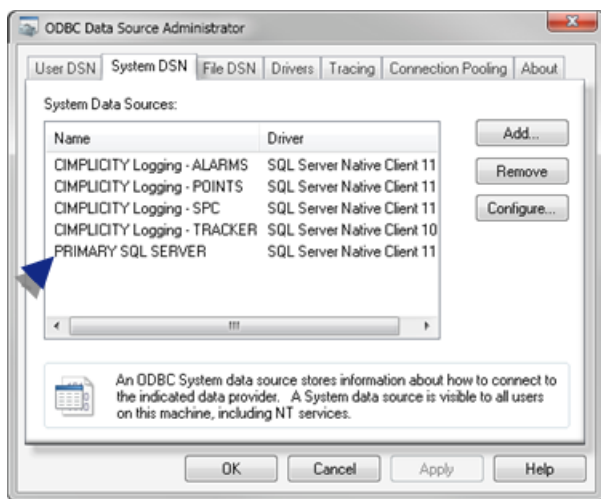 ODBC Data Source Administrator
User DSN System DSN File DSN Drivers Tracing Connection Pooling About
System Data Sources:
Name Driver
CIMPLICITY Logging - ALARMS SQL Server Native Client 11
CIMPLICITY Logging - POINTS SQL Server Native Client 11
CIMPLICITY Logging - SPC SQL Server Native Client 11
CIMPLICITY Logging - TRACKER SQL Server Native Client 10
PRIMARY SQL SERVER SQL Server Native Client 11
Add...
Remove
Configure...
An ODBC System data source stores information about how to connect to
the indicated data provider. A System data source is visible to all users
on this machine, including NT services.
OK Cancel Apply Help